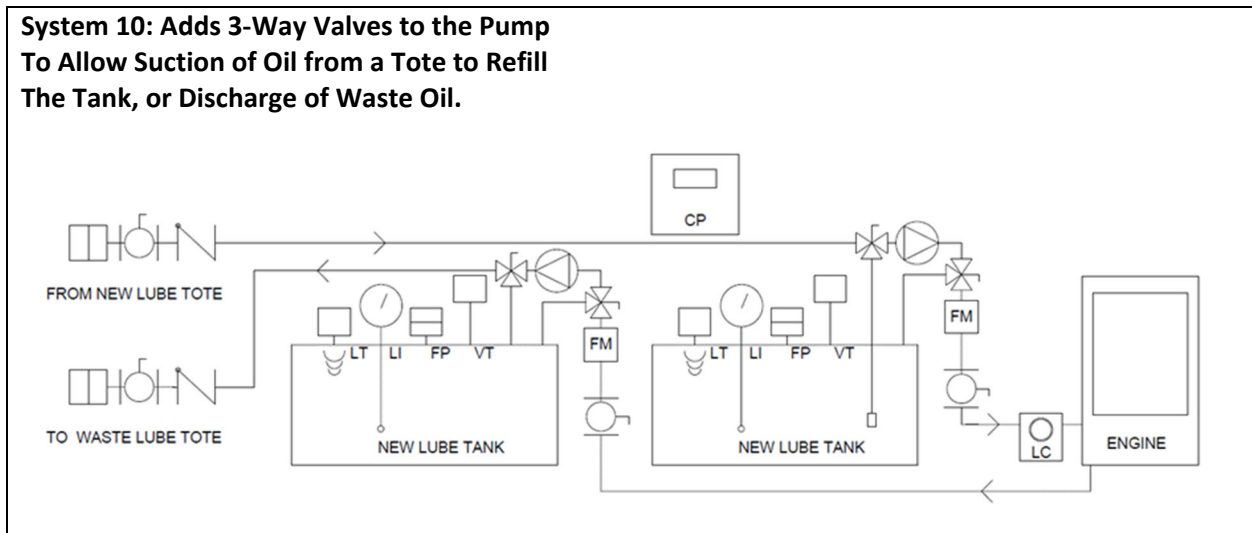 System 10: Adds 3-Way Valves to the Pump
To Allow Suction of Oil from a Tote to Refill
The Tank, or Discharge of Waste Oil.
CP
FROM NEW LUBE TOTE
FM
FM
LT LI FP VT
LT LI FP VT
TO WASTE LUBE TOTE
NEW LUBE TANK
NEW LUBE TANK
LC
ENGINE